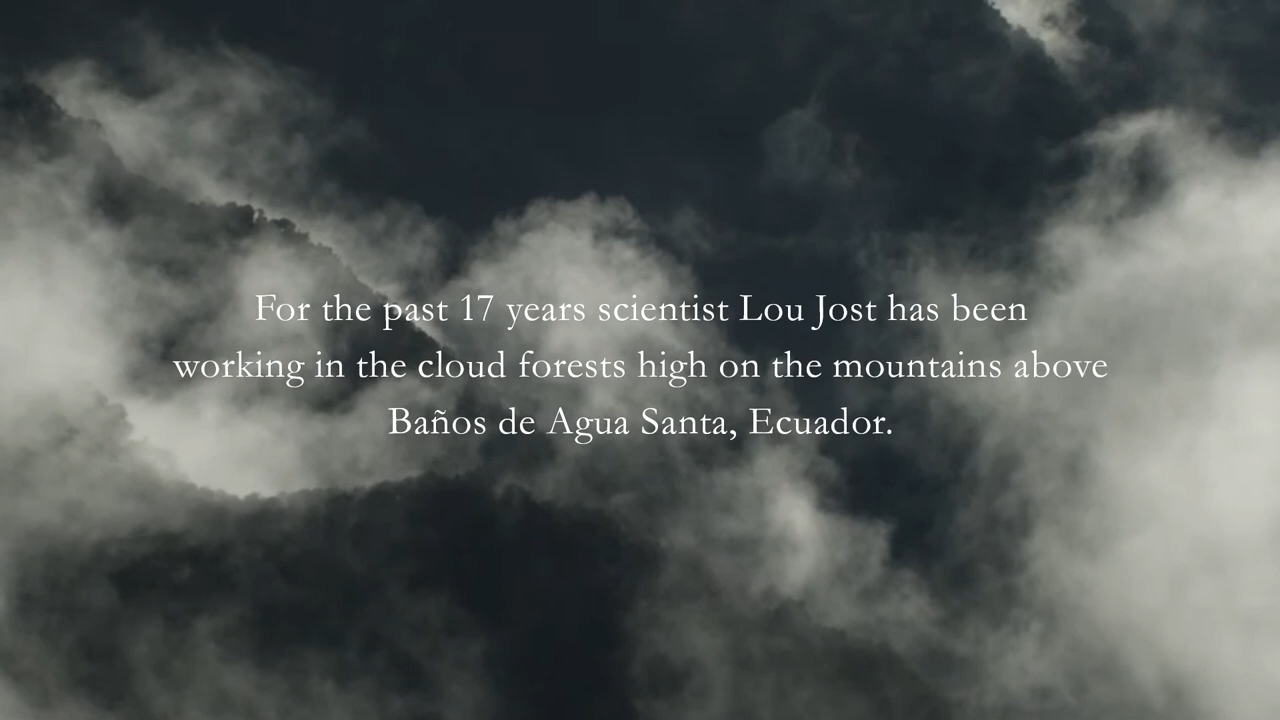 For the past 17 years scientist Lou Jost has been
working in the cloud forests high on the mountains above
Baños de Agua Santa, Ecuador.